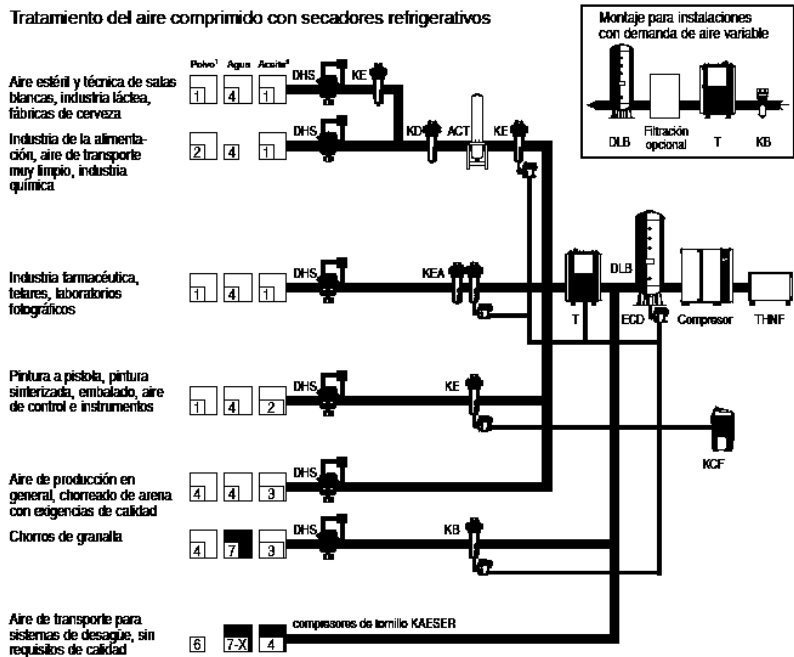 Tratamiento del aire comprimido con secadores refrigerativos
Montaje para instalaciones
con demanda de aire variable
DLB
Filtración
opcional
T
KB
Polvo¹ Agua Aceite²
Aire estéril y técnica de salas
blancas, industria láctea,
fábricas de cerveza
1 4 1
DHS
KE
Industria de la alimenta-
ción, aire de transporte
muy limpio, industria
química
2 4 1
DHS
KD
ACT
KE
Industria farmacéutica,
telares, laboratorios
fotográficos
1 4 1
DHS
KEA
T
DLB
ECD
Compresor
THNF
Pintura a pistola, pintura
sinterizada, embalado, aire
de control e instrumentos
1 4 2
DHS
KE
KCF
Aire de producción en
general, chorreado de arena
con exigencias de calidad
4 4 3
DHS
Chorros de granalla
4 7 3
DHS
KB
Aire de transporte para
sistemas de desagüe, sin
requisitos de calidad
6 7-X 4
compresores de tornillo KAESER